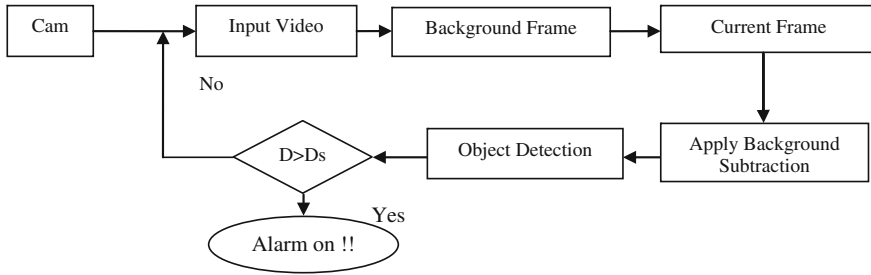 Cam
Input Video
Background Frame
Current Frame
No
D>Ds
Object Detection
Apply Background
Subtraction
Yes
Alarm on !!